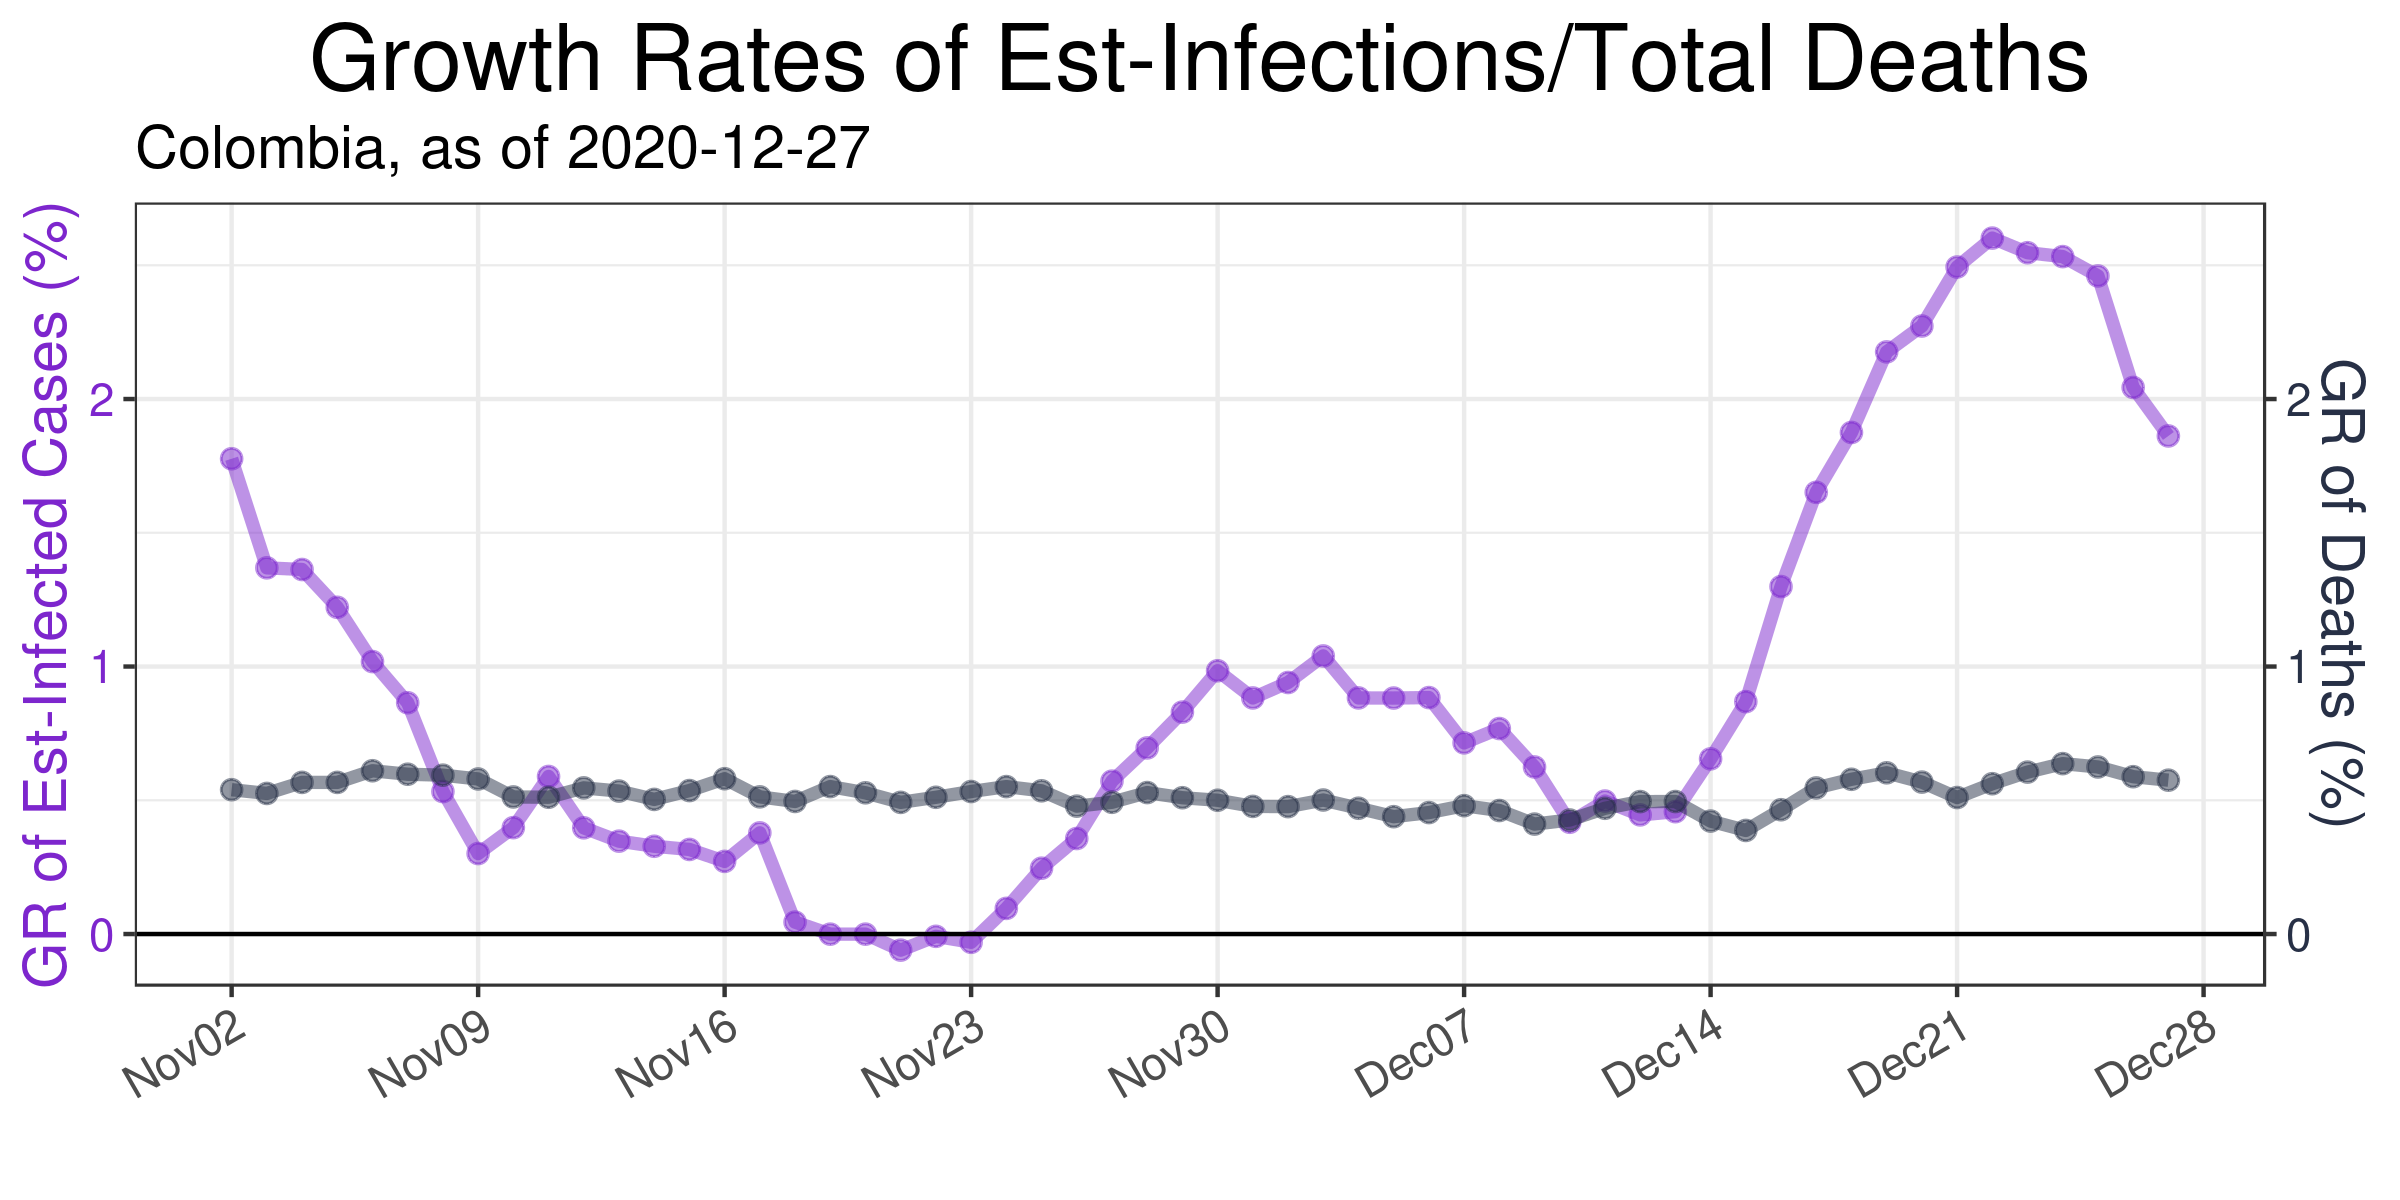 Growth Rates of Est-Infections/Total Deaths
Colombia, as of 2020-12-27
GR of Est-Infected Cases (%)
2
1
0
2
1
0
GR of Deaths (%)
Nov02
Nov09
Nov16
Nov23
Nov30
Dec07
Dec14
Dec21
Dec28